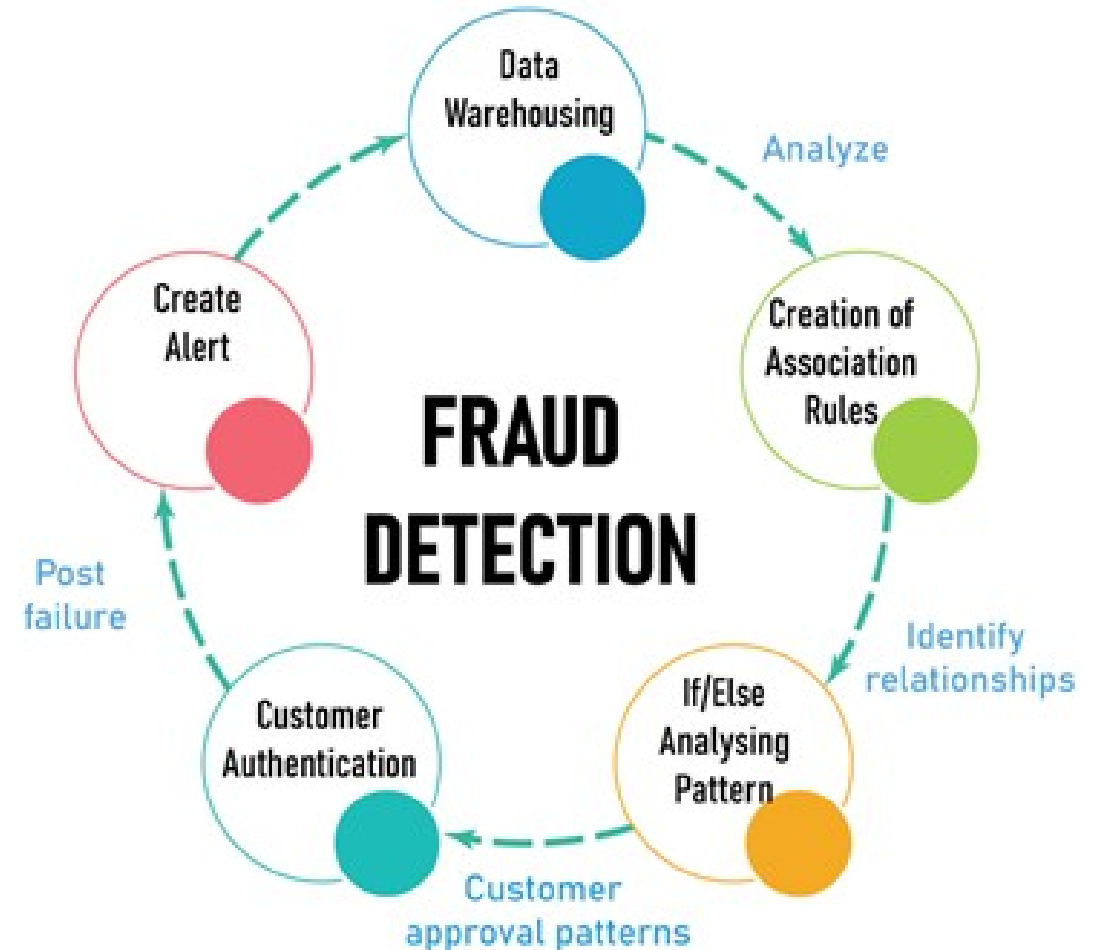 Data
Warehousing
Analyze
Creation of
Association
Rules
Identify
relationships
If/Else
Analysing
Pattern
Customer
approval patterns
Customer
Authentication
Post
failure
Create
Alert
FRAUD
DETECTION